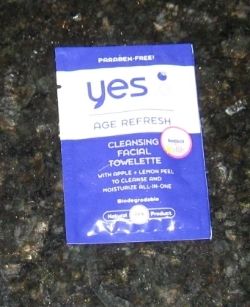 PARABEN-FREE!
yes
AGE REFRESH
CLEANSING
FACIAL
TOWELETTE
WITH APPLE + LEMON PEEL
TO CLEANSE AND
MOISTURIZE ALL-IN-ONE
Biodegradable
Natural
Product